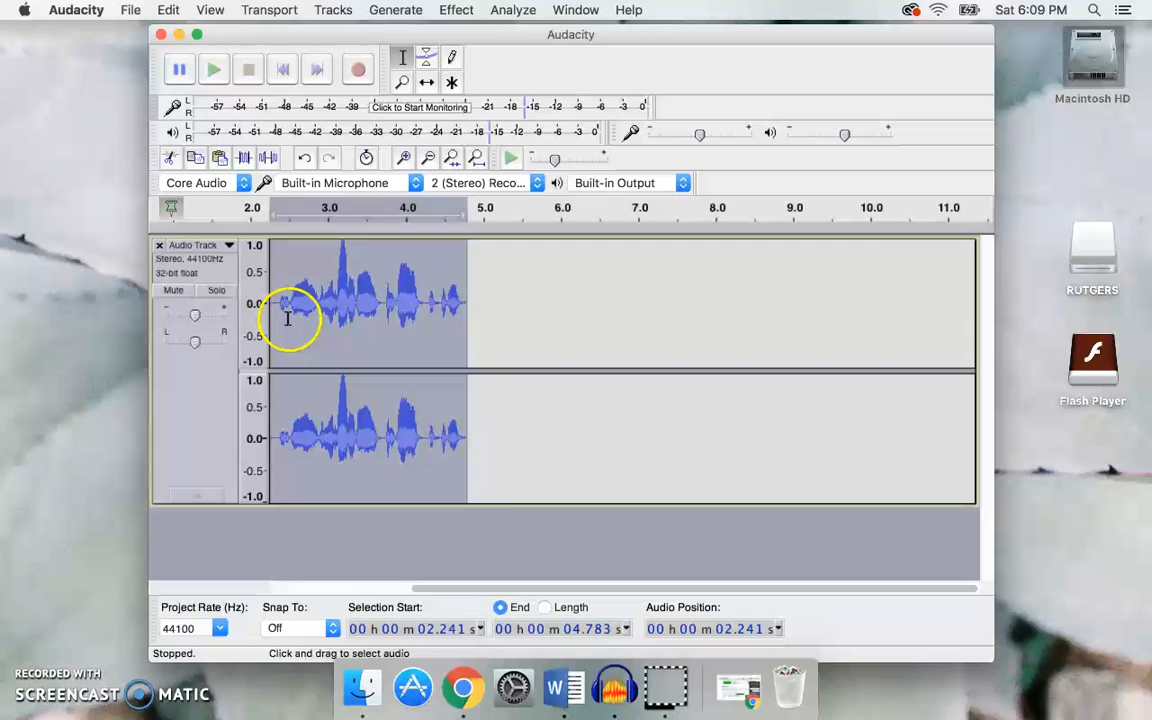 Audacity File Edit View Transport Tracks Generate Effect Analyze Window Help Sat 6:09 PM
Audacity
Macintosh HD
L R -57 -54 -51 -48 -45 -42 -39 Click to Start Monitoring -21 -18 -15 -12 -9 -6 -3 0
L R -57 -54 -51 -48 -45 -42 -39 -36 -33 -30 -27 -24 -21 -18 -15 -12 -9 -6 -3 0 - + - +
- +
Core Audio Built-in Microphone 2 (Stereo) Reco... Built-in Output
2.0 3.0 4.0 5.0 6.0 7.0 8.0 9.0 10.0 11.0
Audio Track 1.0
Stereo, 44100Hz
32-bit float 0.5
Mute Solo
RUTGERS
- + 0.0
L R -0.5
-1.0
1.0
Flash Player
0.5
0.0
-0.5
-1.0
Project Rate (Hz): Snap To: Selection Start: End Length Audio Position:
44100 Off 00 h 00 m 02.241 s 00 h 00 m 04.783 s 00 h 00 m 02.241 s
Stopped. Click and drag to select audio
RECORDED WITH
SCREENCAST MATIC
W